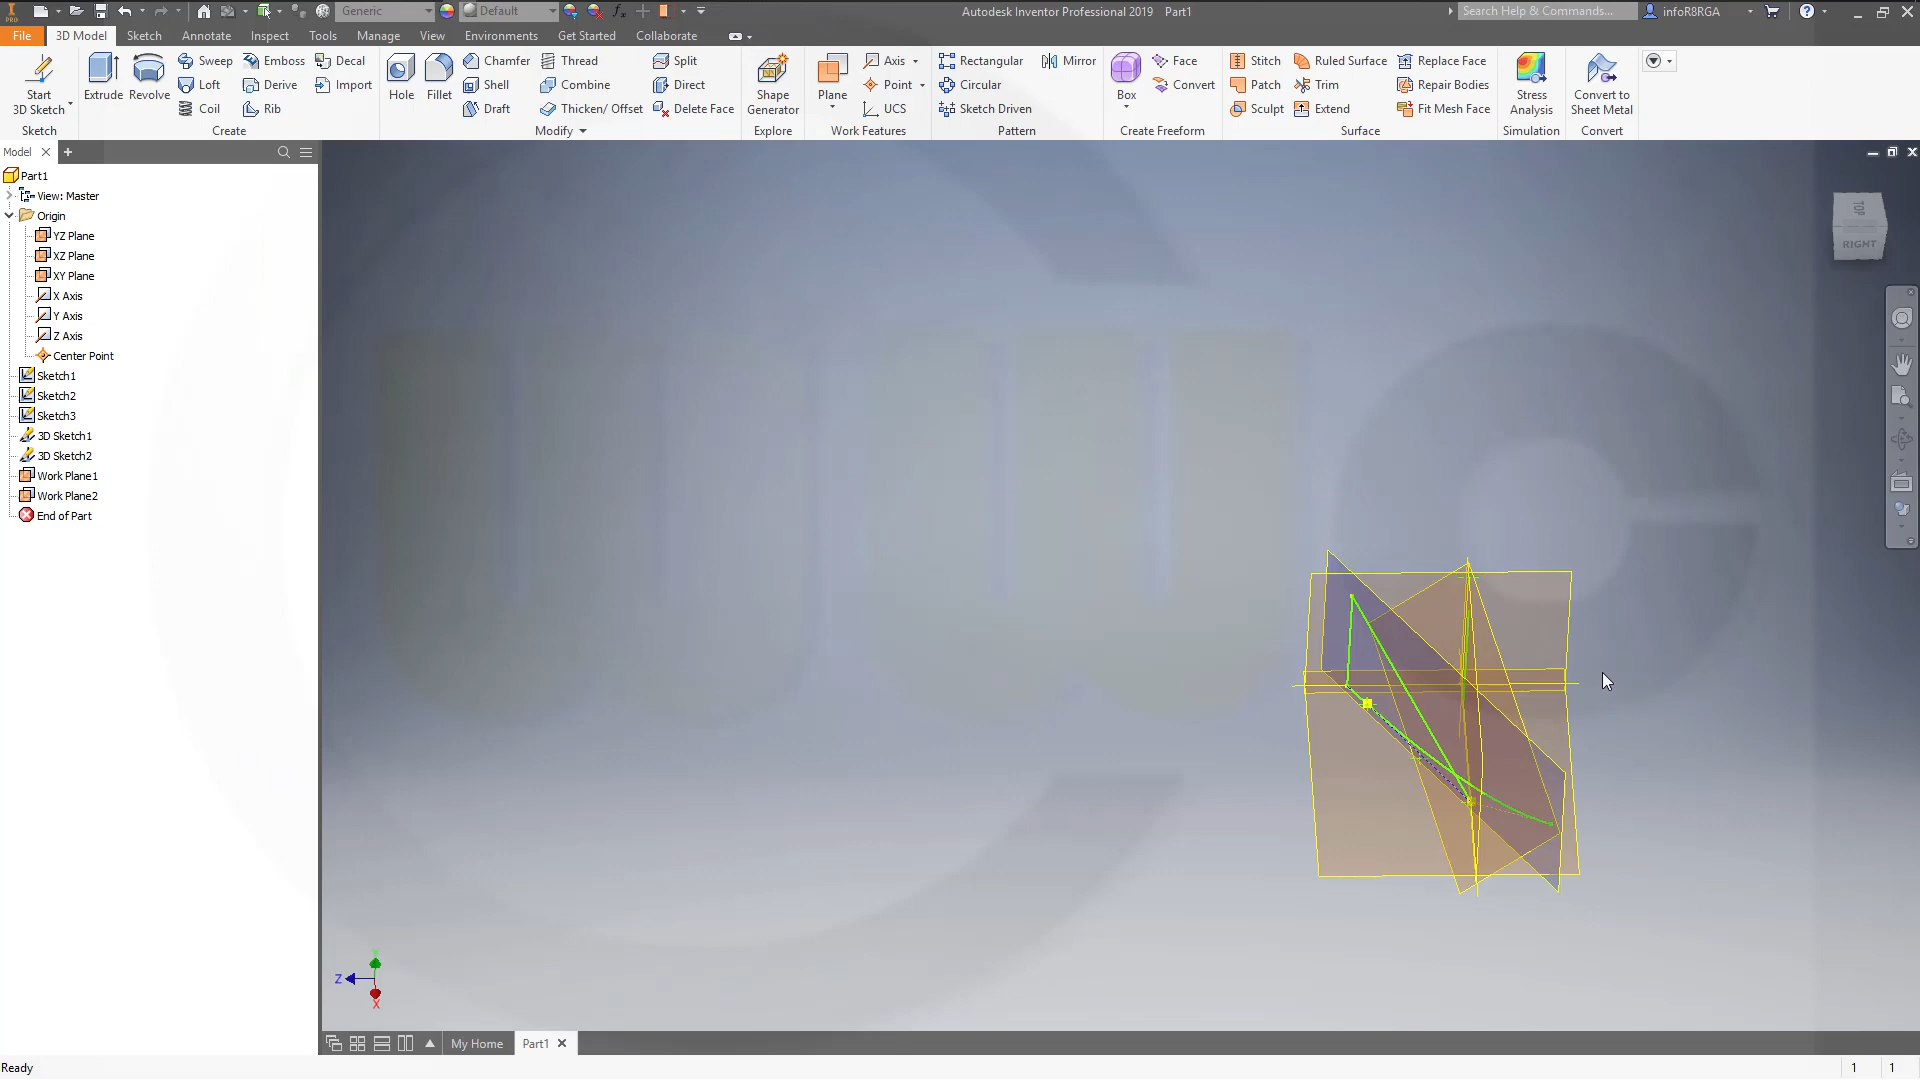 PRO
Generic
Default
Autodesk Inventor Professional 2019 Part1
Search Help & Commands...
infoR8RGA
File
3D Model
Sketch
Annotate
Inspect
Tools
Manage
View
Environments
Get Started
Collaborate
Start
3D Sketch
Sketch
Extrude
Revolve
Sweep
Loft
Coil
Emboss
Derive
Rib
Decal
Import
Create
Hole
Fillet
Chamfer
Shell
Draft
Thread
Combine
Thicken/ Offset
Split
Direct
Delete Face
Modify
Shape
Generator
Explore
Plane
Axis
Point
UCS
Work Features
Rectangular
Circular
Sketch Driven
Mirror
Pattern
Box
Face
Convert
Create Freeform
Stitch
Patch
Sculpt
Ruled Surface
Trim
Extend
Replace Face
Repair Bodies
Fit Mesh Face
Surface
Stress
Analysis
Simulation
Convert to
Sheet Metal
Convert
Model
Part1
View: Master
Origin
YZ Plane
XZ Plane
XY Plane
X Axis
Y Axis
Z Axis
Center Point
Sketch1
Sketch2
Sketch3
3D Sketch1
3D Sketch2
Work Plane1
Work Plane2
End of Part
TOP
RIGHT
Y
Z
X
My Home
Part1
Ready
1
1